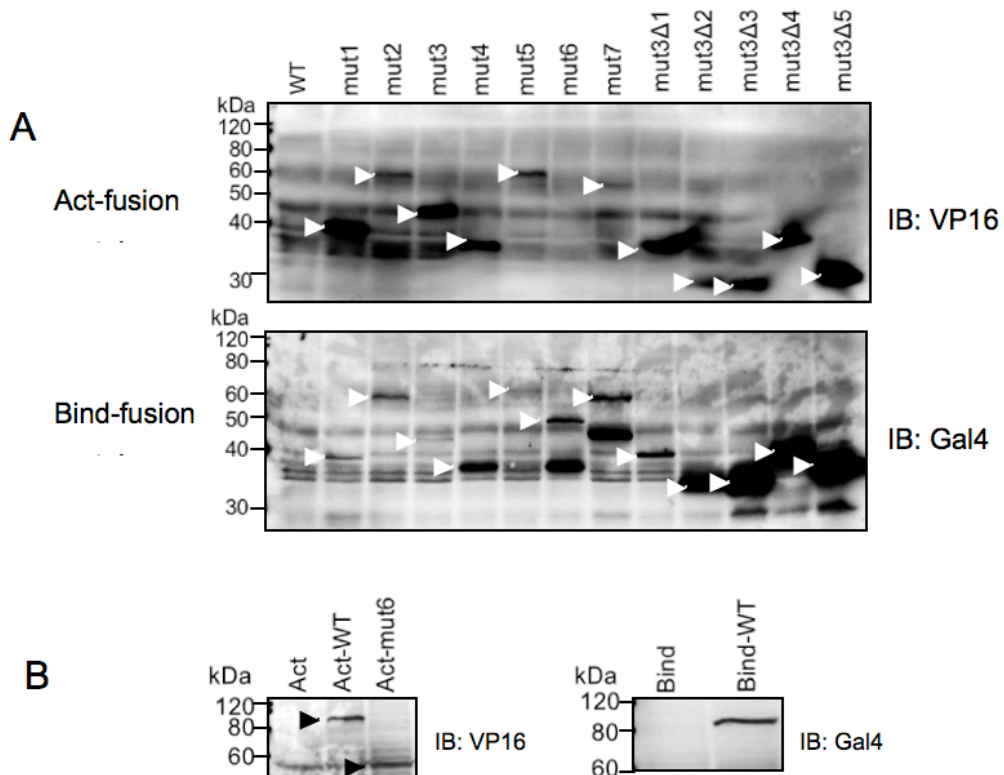 WT mut1 mut2 mut3 mut4 mut5 mut6 mut7 mut3Δ1 mut3Δ2 mut3Δ3 mut3Δ4 mut3Δ5
A
kDa
120
80
60
50
40
30
Act-fusion
IB: VP16
kDa
120
80
60
50
40
30
Bind-fusion
IB: Gal4
B
Act Act-WT Act-mut6
kDa
120
80
60
IB: VP16
Bind Bind-WT
kDa
120
80
60
IB: Gal4